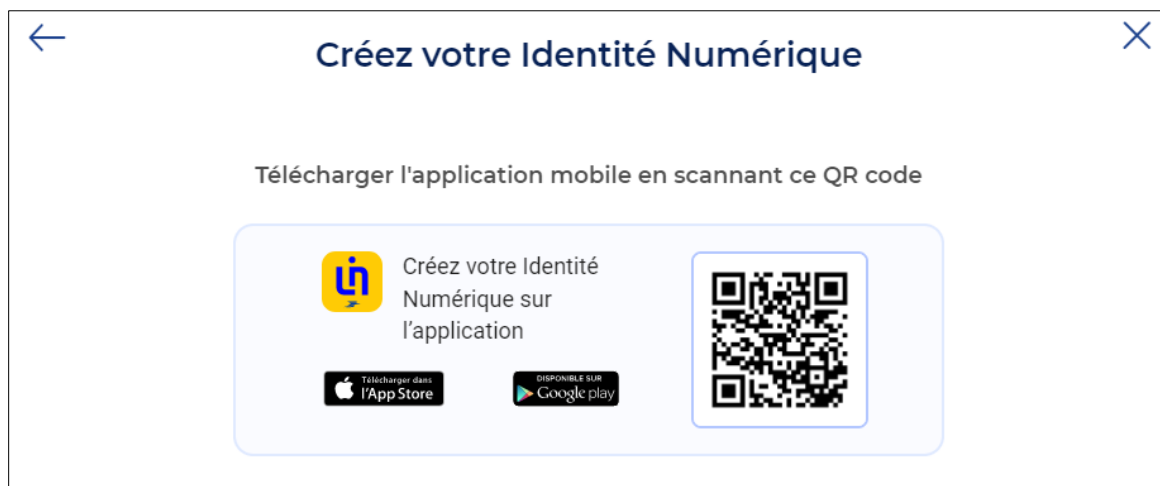 Créez votre Identité Numérique
Télécharger l'application mobile en scannant ce QR code
Créez votre Identité
Numérique sur
l’application
Télécharger dans
l'App Store
DISPONIBLE SUR
Google play